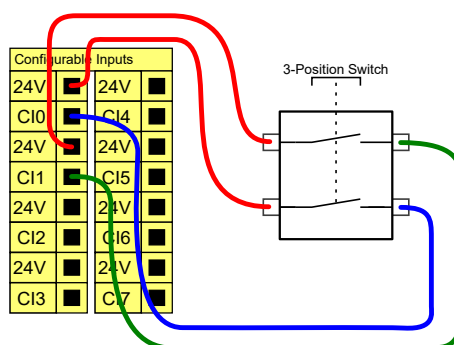 Configurable Inputs
3-Position Switch
24V 24V
CI0 CI4
24V 24V
CI1 CI5
24V 24V
CI2 CI6
24V 24V
CI3 CI7